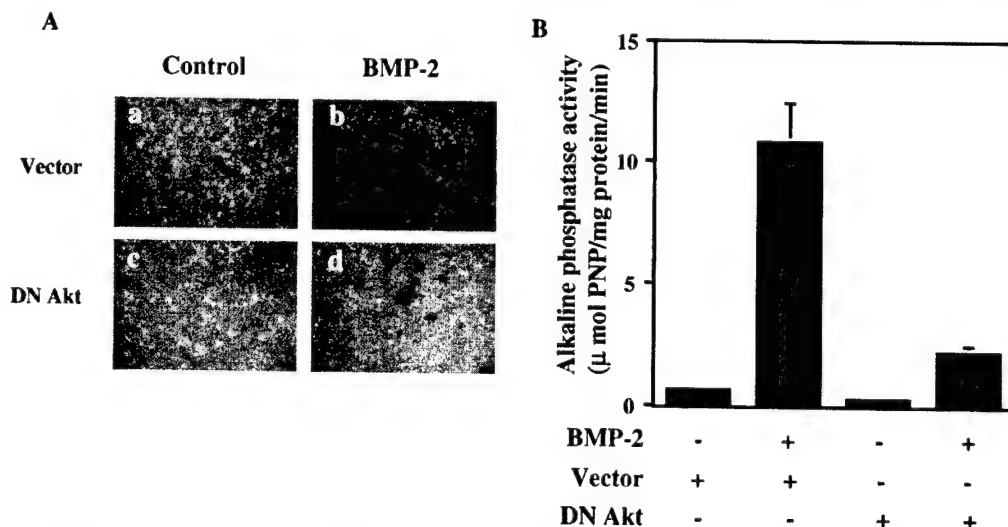 A
Control BMP-2
a b
Vector
c d
DN Akt
B
Alkaline phosphatase activity
(μ mol PNP/mg protein/min)
15
10
5
0
BMP-2 - + - +
Vector + + - -
DN Akt - - + +